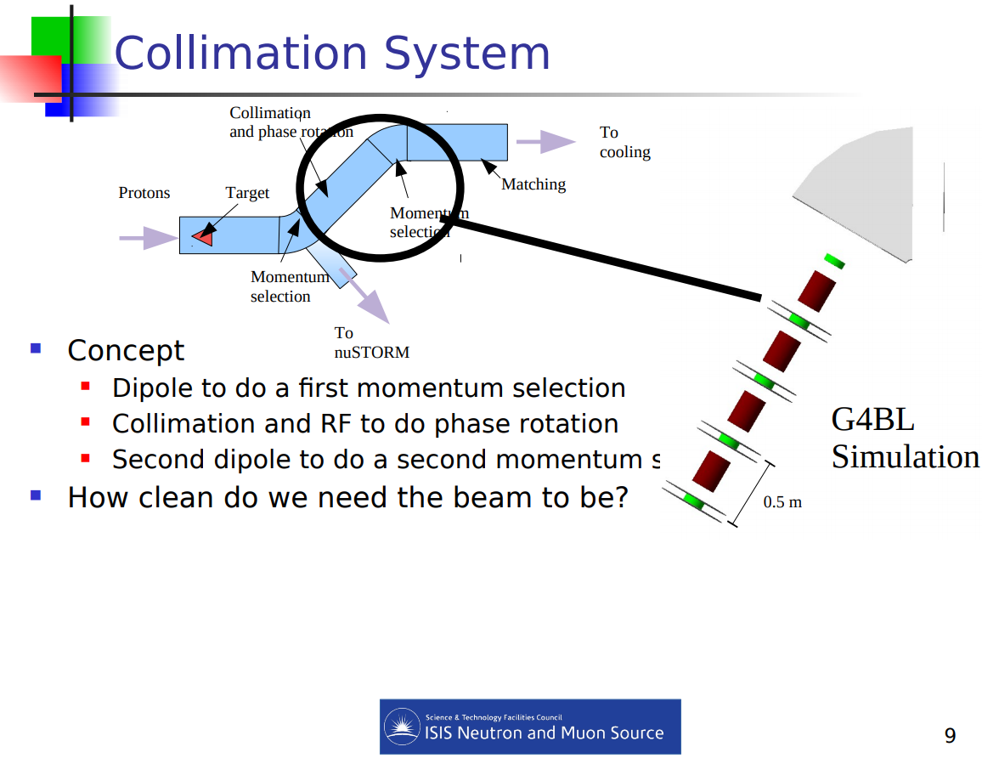 Collimation System
Collimation
and phase rotation
To
cooling
Protons
Target
Matching
Momentum
selection
Momentum
selection
To
nuSTORM
Concept
Dipole to do a first momentum selection
Collimation and RF to do phase rotation
Second dipole to do a second momentum s
How clean do we need the beam to be?
G4BL
Simulation
0.5 m
Science & Technology Facilities Council
ISIS Neutron and Muon Source
9